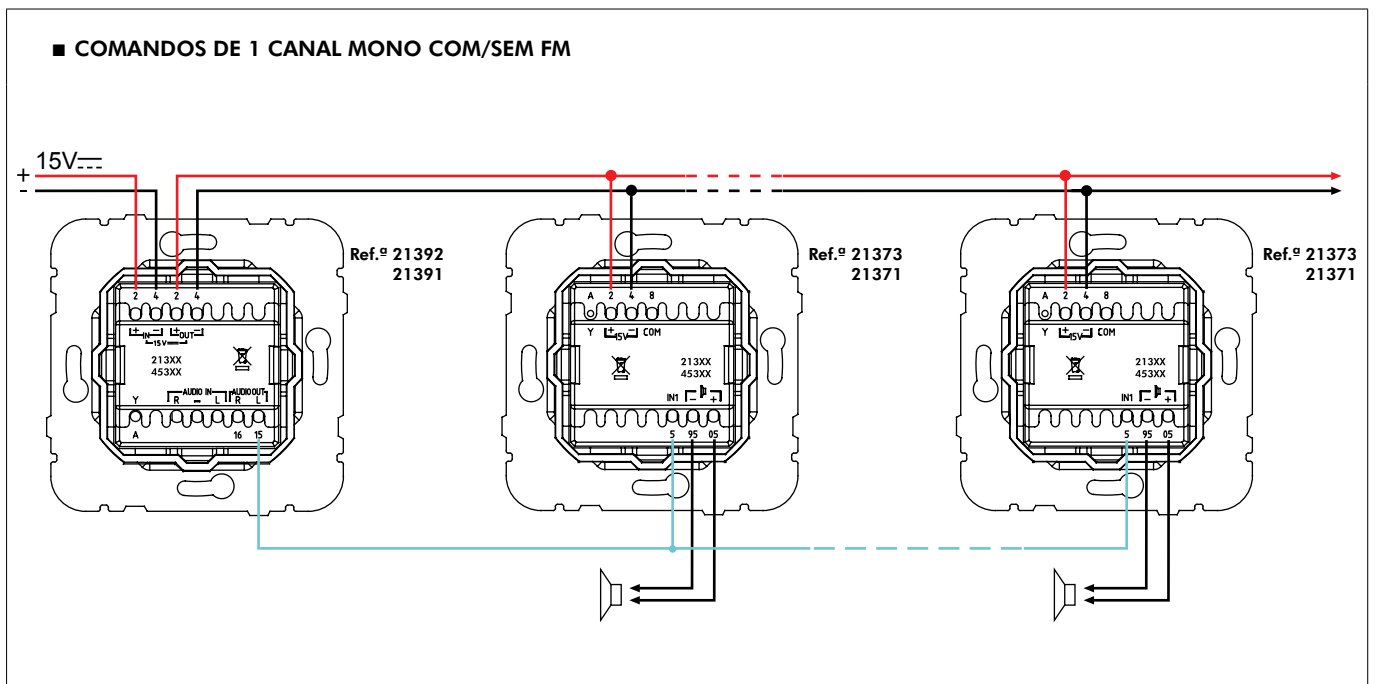 ■ COMANDOS DE 1 CANAL MONO COM/SEM FM
15V
+
-
Ref.ª 21392
21391
2 4 2 4
+ IN - + OUT -
15V
213XX
453XX
AUDIO IN AUDIO OUT
Y R - L R L
A 16 15
Ref.ª 21373
21371
A 2 4 8
Y + 15V - COM
213XX
453XX
IN1 - +
5 95 05
Ref.ª 21373
21371
A 2 4 8
Y + 15V - COM
213XX
453XX
IN1 - +
5 95 05